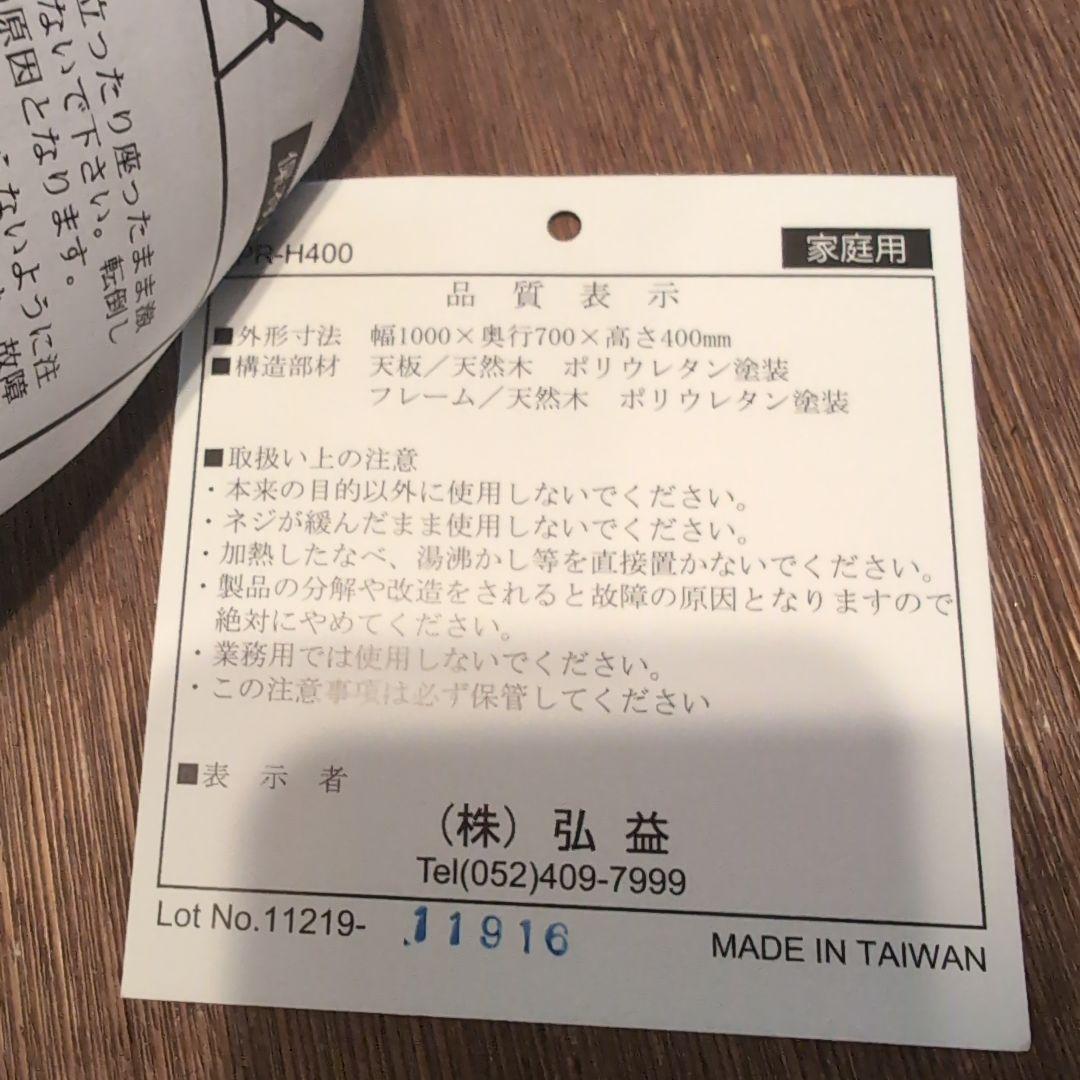 立ったり座ったまま激
ないで下さい。転倒し
原因となります。
ないように注
故障
PR-H400
家庭用
品 質 表 示
■外形寸法 幅1000×奥行700×高さ400mm
■構造部材 天板／天然木 ポリウレタン塗装
フレーム／天然木 ポリウレタン塗装
■取扱い上の注意
・本来の目的以外に使用しないでください。
・ネジが緩んだまま使用しないでください。
・加熱したなべ、湯沸かし等を直接置かないでください。
・製品の分解や改造をされると故障の原因となりますので
絶対にやめてください。
・業務用では使用しないでください。
・この注意事項は必ず保管してください
■表 示 者
（株）弘 益
Tel(052)409-7999
Lot No.11219- 11916
MADE IN TAIWAN